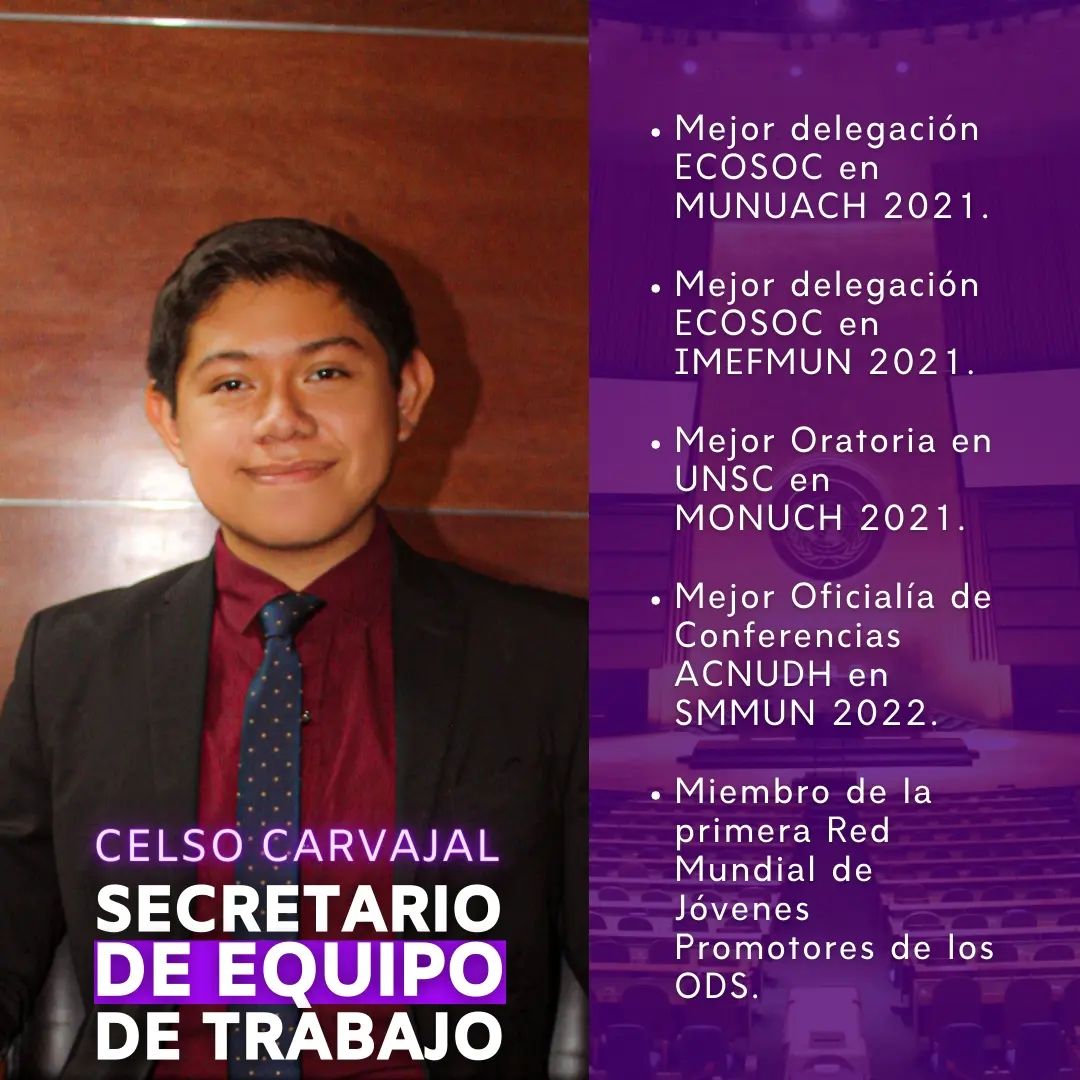 CELSO CARVAJAL
SECRETARIO
DE EQUIPO
DE TRABAJO
• Mejor delegación
ECOSOC en
MUNUACH 2021.
• Mejor delegación
ECOSOC en
IMEFMUN 2021.
• Mejor Oratoria en
UNSC en
MONUCH 2021.
• Mejor Oficialía de
Conferencias
ACNUDH en
SMMUN 2022.
• Miembro de la
primera Red
Mundial de
Jóvenes
Promotores de los
ODS.